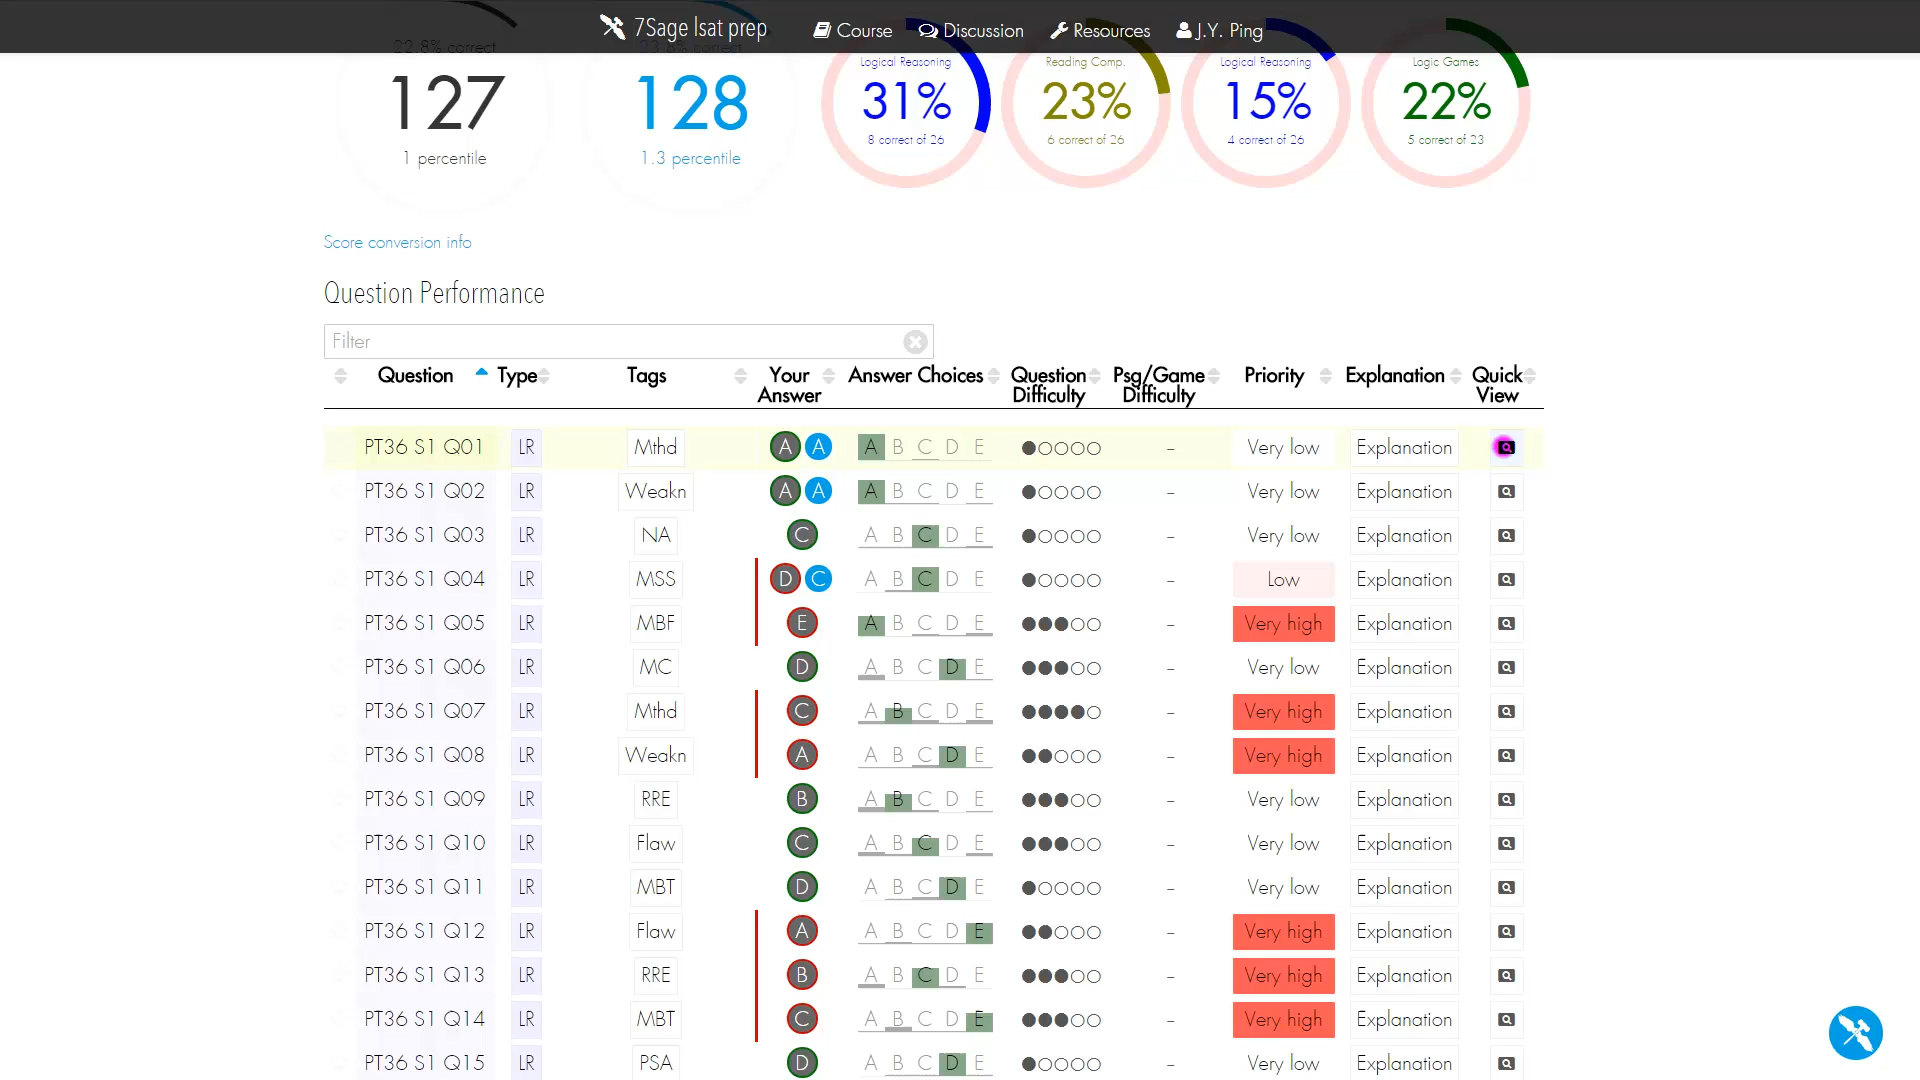 7Sage lsat prep Course Discussion Resources J.Y. Ping
22.8% correct
127
1 percentile
128
1.3 percentile
Logical Reasoning
31%
8 correct of 26
Reading Comp.
23%
6 correct of 26
Logical Reasoning
15%
4 correct of 26
Logic Games
22%
5 correct of 23
Score conversion info
Question Performance
Filter
Question Type Tags Your Answer Answer Choices Question Difficulty Psg/Game Difficulty Priority Explanation Quick View
PT36 S1 Q01 LR Mthd A A A B C D E – Very low Explanation
PT36 S1 Q02 LR Weakn A A A B C D E – Very low Explanation
PT36 S1 Q03 LR NA C A B C D E – Very low Explanation
PT36 S1 Q04 LR MSS D C A B C D E – Low Explanation
PT36 S1 Q05 LR MBF E A B C D E – Very high Explanation
PT36 S1 Q06 LR MC D A B C D E – Very low Explanation
PT36 S1 Q07 LR Mthd C A B C D E – Very high Explanation
PT36 S1 Q08 LR Weakn A A B C D E – Very high Explanation
PT36 S1 Q09 LR RRE B A B C D E – Very low Explanation
PT36 S1 Q10 LR Flaw C A B C D E – Very low Explanation
PT36 S1 Q11 LR MBT D A B C D E – Very low Explanation
PT36 S1 Q12 LR Flaw A A B C D E – Very high Explanation
PT36 S1 Q13 LR RRE B A B C D E – Very high Explanation
PT36 S1 Q14 LR MBT C A B C D E – Very high Explanation
PT36 S1 Q15 LR PSA D A B C D E – Very low Explanation